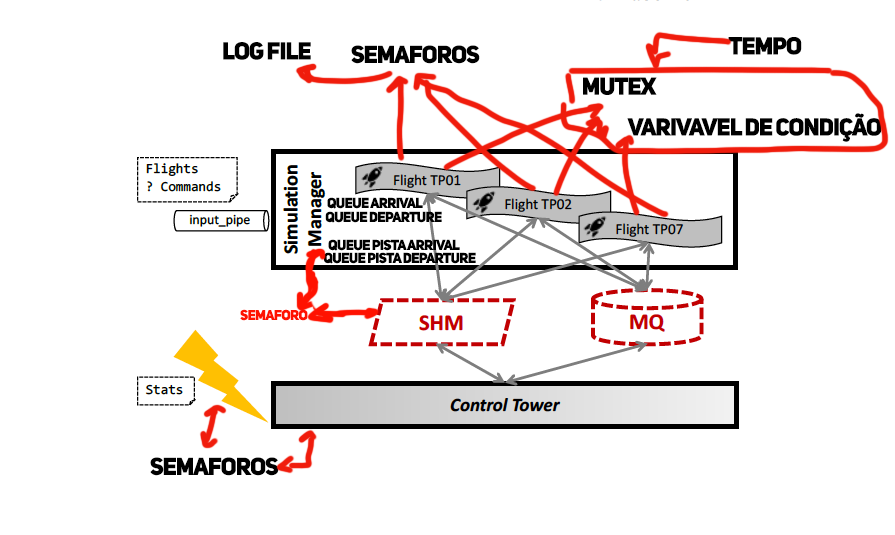 LOG FILE
SEMAFOROS
TEMPO
MUTEX
VARIVAVEL DE CONDIÇÃO
Flights
? Commands
input_pipe
Simulation
Manager
Flight TP01
QUEUE ARRIVAL
QUEUE DEPARTURE
Flight TP02
Flight TP07
QUEUE PISTA ARRIVAL
QUEUE PISTA DEPARTURE
SEMAFORO
SHM
MQ
Stats
Control Tower
SEMAFOROS